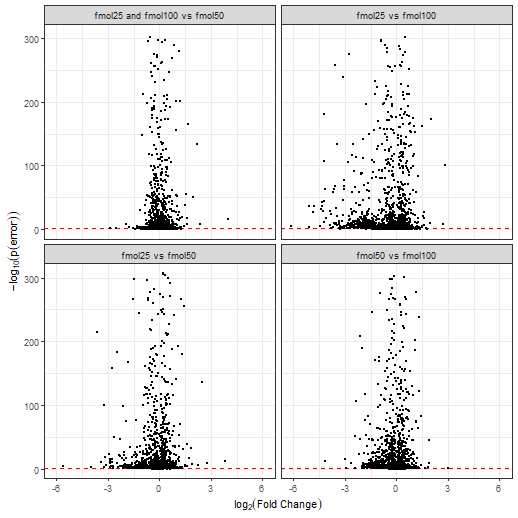 fmol25 and fmol100 vs fmol50
fmol25 vs fmol100
300
200
100
0
fmol25 vs fmol50
fmol50 vs fmol100
300
200
100
0
-6 -3 0 3 6
-6 -3 0 3 6
−log10(p(error))
log2(Fold Change)